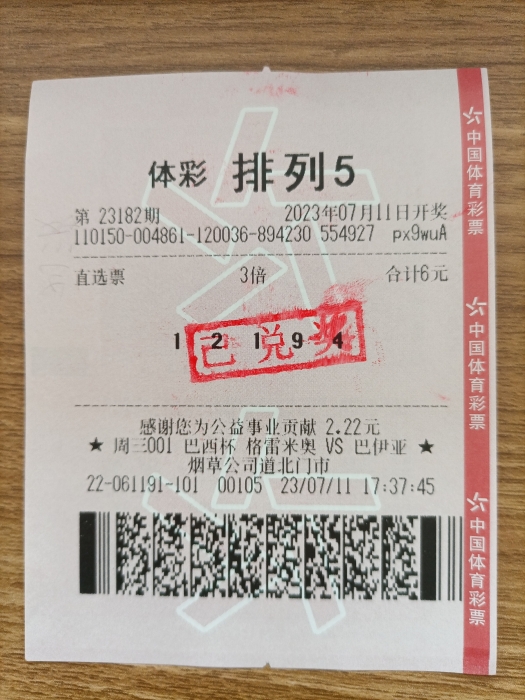 体彩 排列5
第 23182期 2023年07月11日开奖
110150-004861-120036-894230 554927 px9wuA
直选票 3倍 合计6元
1 2 1 9 4
已兑奖
感谢您为公益事业贡献 2.22元
★ 周三001 巴西杯 格雷米奥 VS 巴伊亚 ★
烟草公司道北门市
22-061191-101 00105 23/07/11 17:37:45
中国体育彩票
中国体育彩票
中国体育彩票